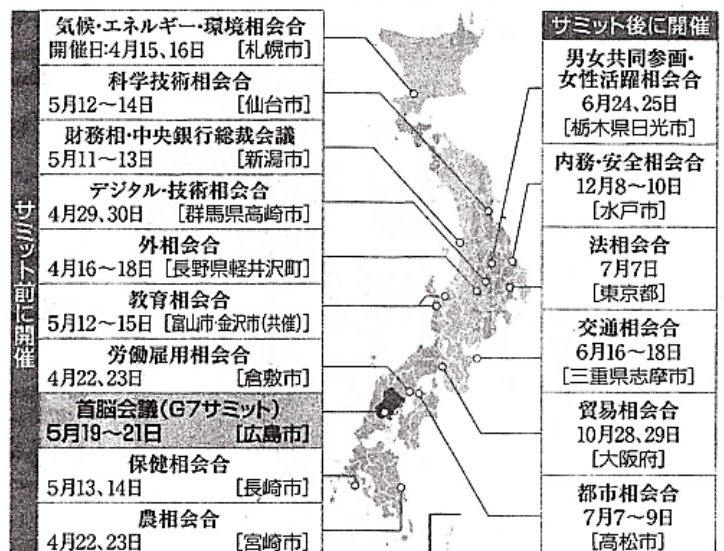 サミット前に開催
気候・エネルギー・環境相会合
開催日:4月15、16日 [札幌市]
科学技術相会合
5月12〜14日 [仙台市]
財務相・中央銀行総裁会議
5月11〜13日 [新潟市]
デジタル・技術相会合
4月29、30日 [群馬県高崎市]
外相会合
4月16〜18日 [長野県軽井沢町]
教育相会合
5月12〜15日 [富山市・金沢市(共催)]
労働雇用相会合
4月22、23日 [倉敷市]
首脳会議(G7サミット)
5月19〜21日 [広島市]
保健相会合
5月13、14日 [長崎市]
農相会合
4月22、23日 [宮崎市]
サミット後に開催
男女共同参画・
女性活躍相会合
6月24、25日
[栃木県日光市]
内務・安全相会合
12月8〜10日
[水戸市]
法相会合
7月7日
[東京都]
交通相会合
6月16〜18日
[三重県志摩市]
貿易相会合
10月28、29日
[大阪府]
都市相会合
7月7〜9日
[高松市]